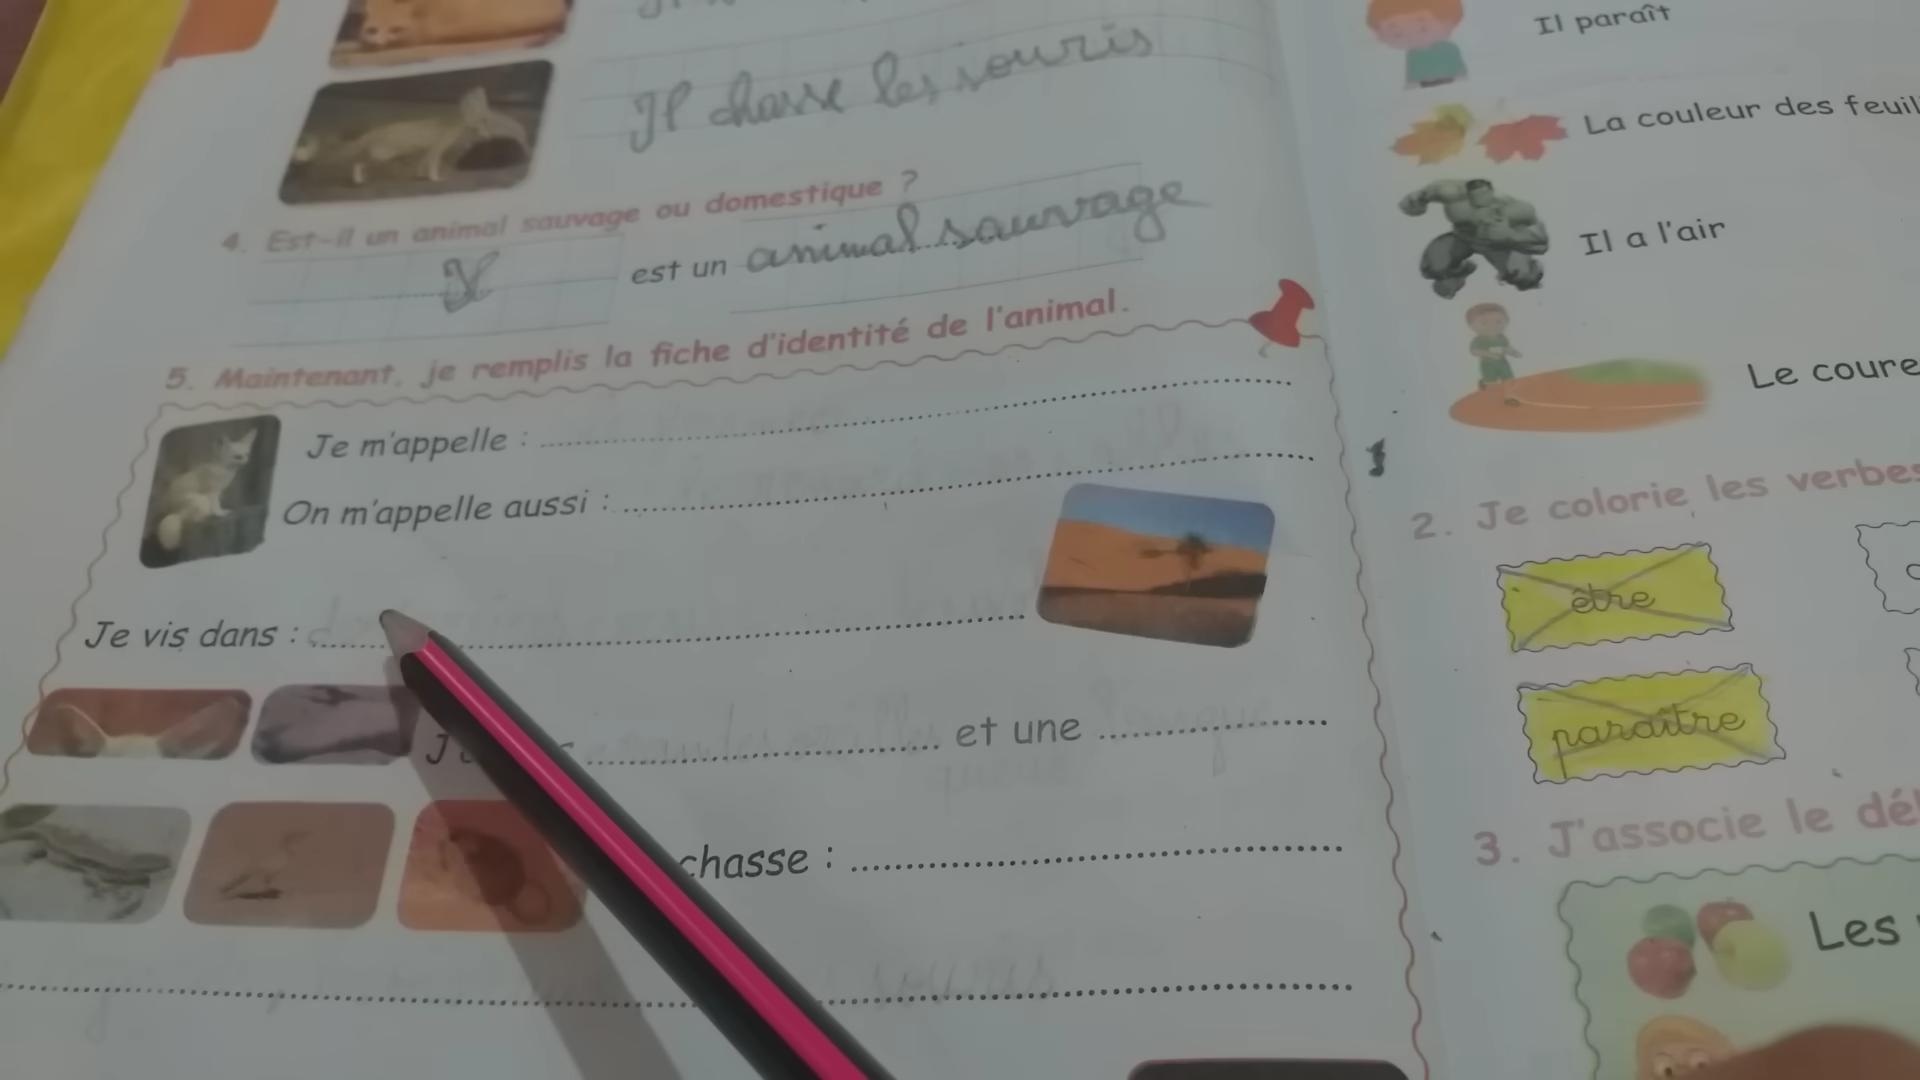 Il chasse les souris
4. Est-il un animal sauvage ou domestique ?
Il est un animal sauvage
5. Maintenant, je remplis la fiche d'identité de l'animal.
Je m'appelle :
On m'appelle aussi :
Je vis dans :
et une
chasse :
Il paraît
La couleur des feuil
Il a l'air
Le coure
2. Je colorie les verbes
être
paraître
3. J'associe le dé
Les